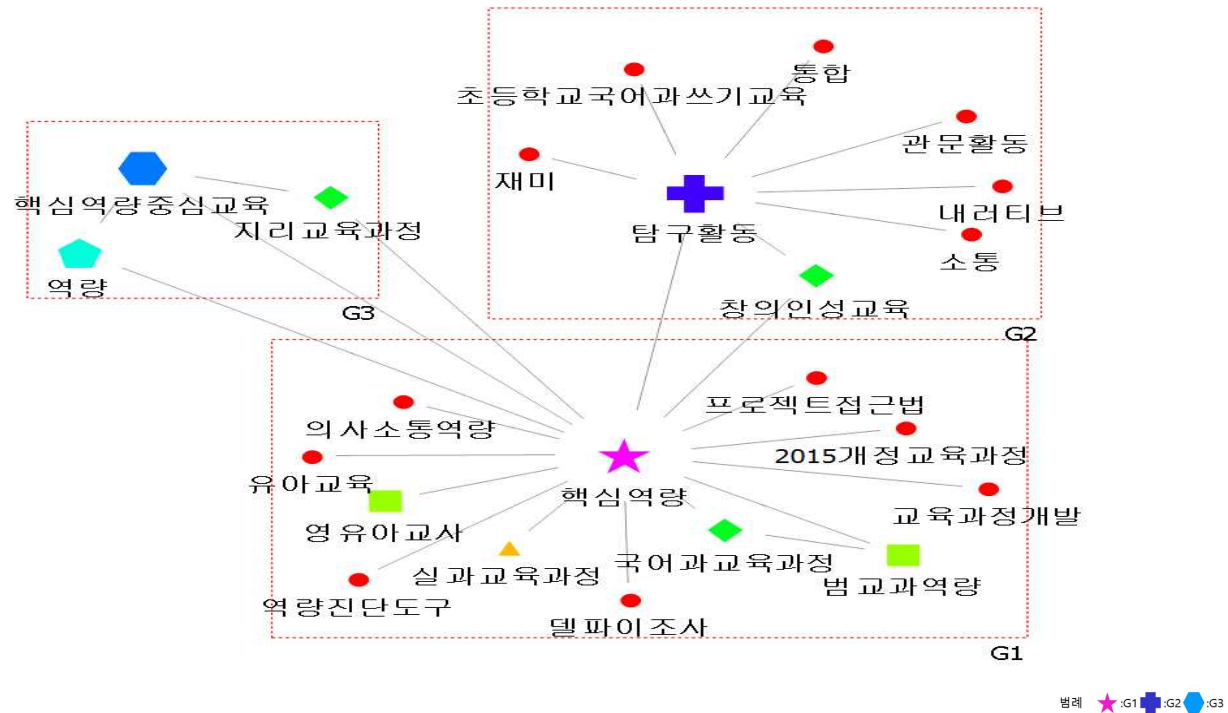 통합
초등학교국어과쓰기교육
관문활동
재미
핵심역량중심교육
내러티브
지리교육과정
탐구활동
소통
역량
창의인성교육
G3
G2
프로젝트접근법
의사소통역량
2015개정교육과정
유아교육
핵심역량
교육과정개발
영유아교사
국어과교육과정
실과교육과정
범교과역량
역량진단도구
델파이조사
G1
범례 :G1 :G2 :G3